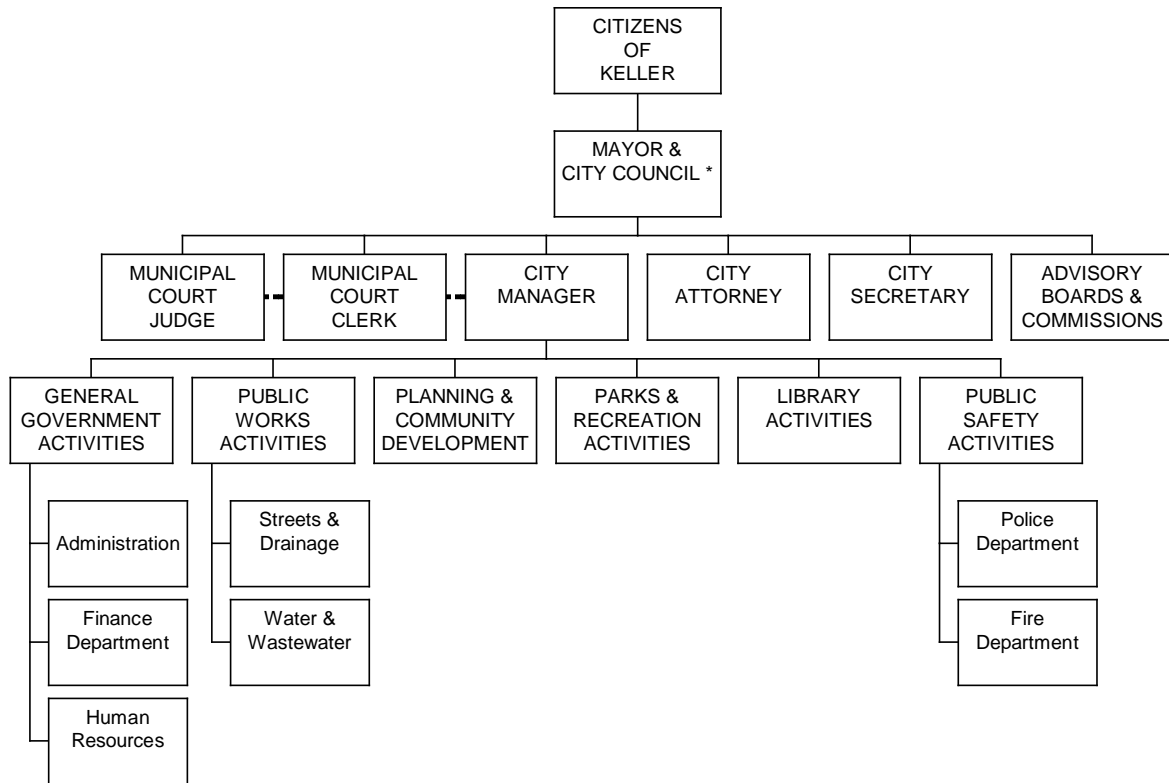 CITIZENS
OF
KELLER
MAYOR &
CITY COUNCIL *
MUNICIPAL
COURT
JUDGE
MUNICIPAL
COURT
CLERK
CITY
MANAGER
CITY
ATTORNEY
CITY
SECRETARY
ADVISORY
BOARDS &
COMMISSIONS
GENERAL
GOVERNMENT
ACTIVITIES
PUBLIC
WORKS
ACTIVITIES
PLANNING &
COMMUNITY
DEVELOPMENT
PARKS &
RECREATION
ACTIVITIES
LIBRARY
ACTIVITIES
PUBLIC
SAFETY
ACTIVITIES
Administration
Finance
Department
Human
Resources
Streets &
Drainage
Water &
Wastewater
Police
Department
Fire
Department